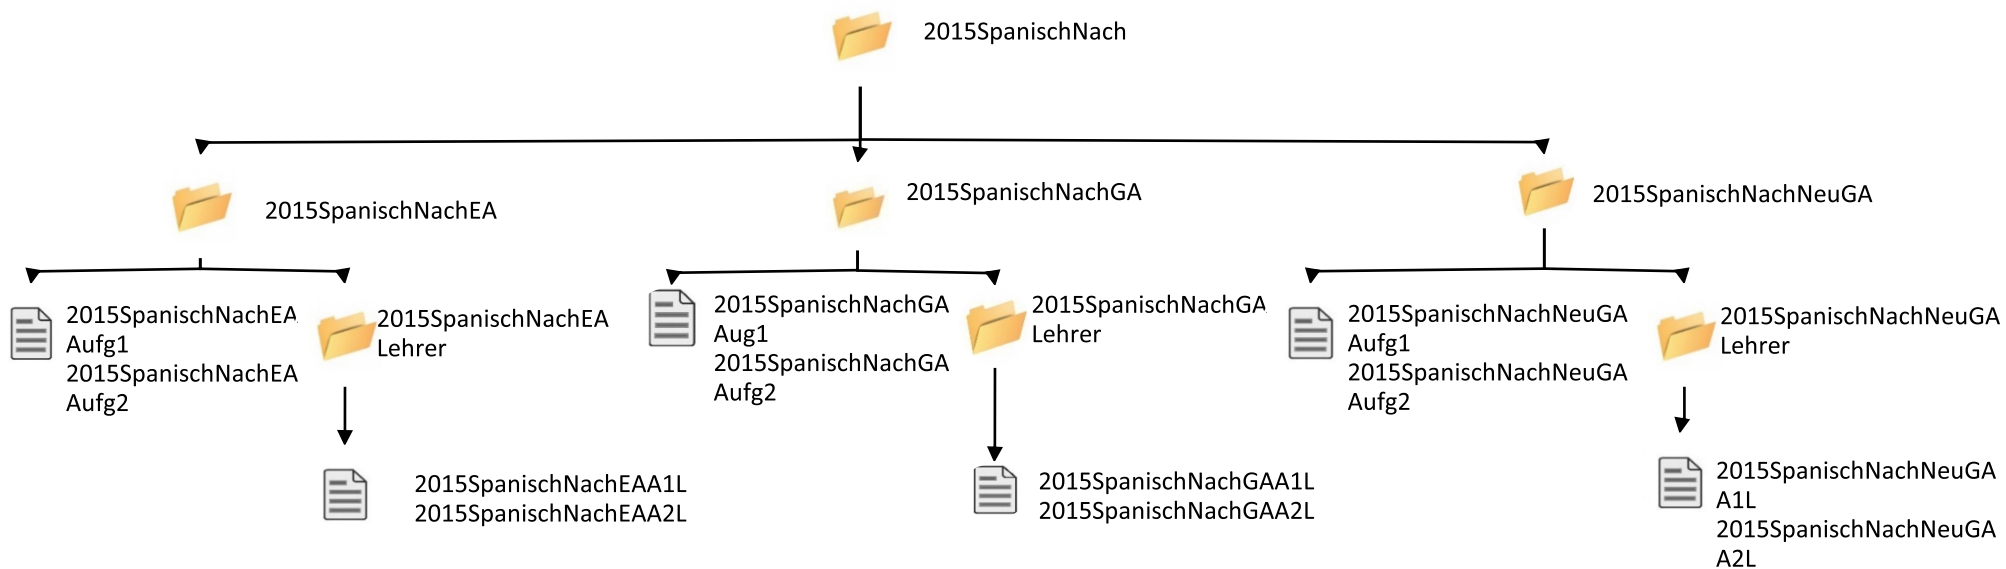 2015SpanischNach
2015SpanischNachEA
2015SpanischNachGA
2015SpanischNachNeuGA
2015SpanischNachEA
Aufg1
2015SpanischNachEA
Aufg2
2015SpanischNachEA
Lehrer
2015SpanischNachGA
Aug1
2015SpanischNachGA
Aufg2
2015SpanischNachGA
Lehrer
2015SpanischNachNeuGA
Aufg1
2015SpanischNachNeuGA
Aufg2
2015SpanischNachNeuGA
Lehrer
2015SpanischNachEAA1L
2015SpanischNachEAA2L
2015SpanischNachGAA1L
2015SpanischNachGAA2L
2015SpanischNachNeuGA
A1L
2015SpanischNachNeuGA
A2L